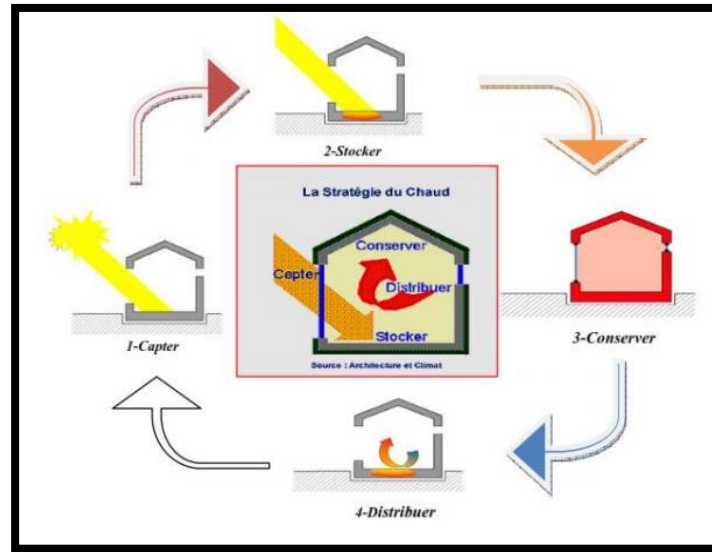 2-Stocker
La Stratégie du Chaud
Conserver
Capter
Distribuer
Stocker
Source : Architecture et Climat
1-Capter
3-Conserver
4-Distribuer